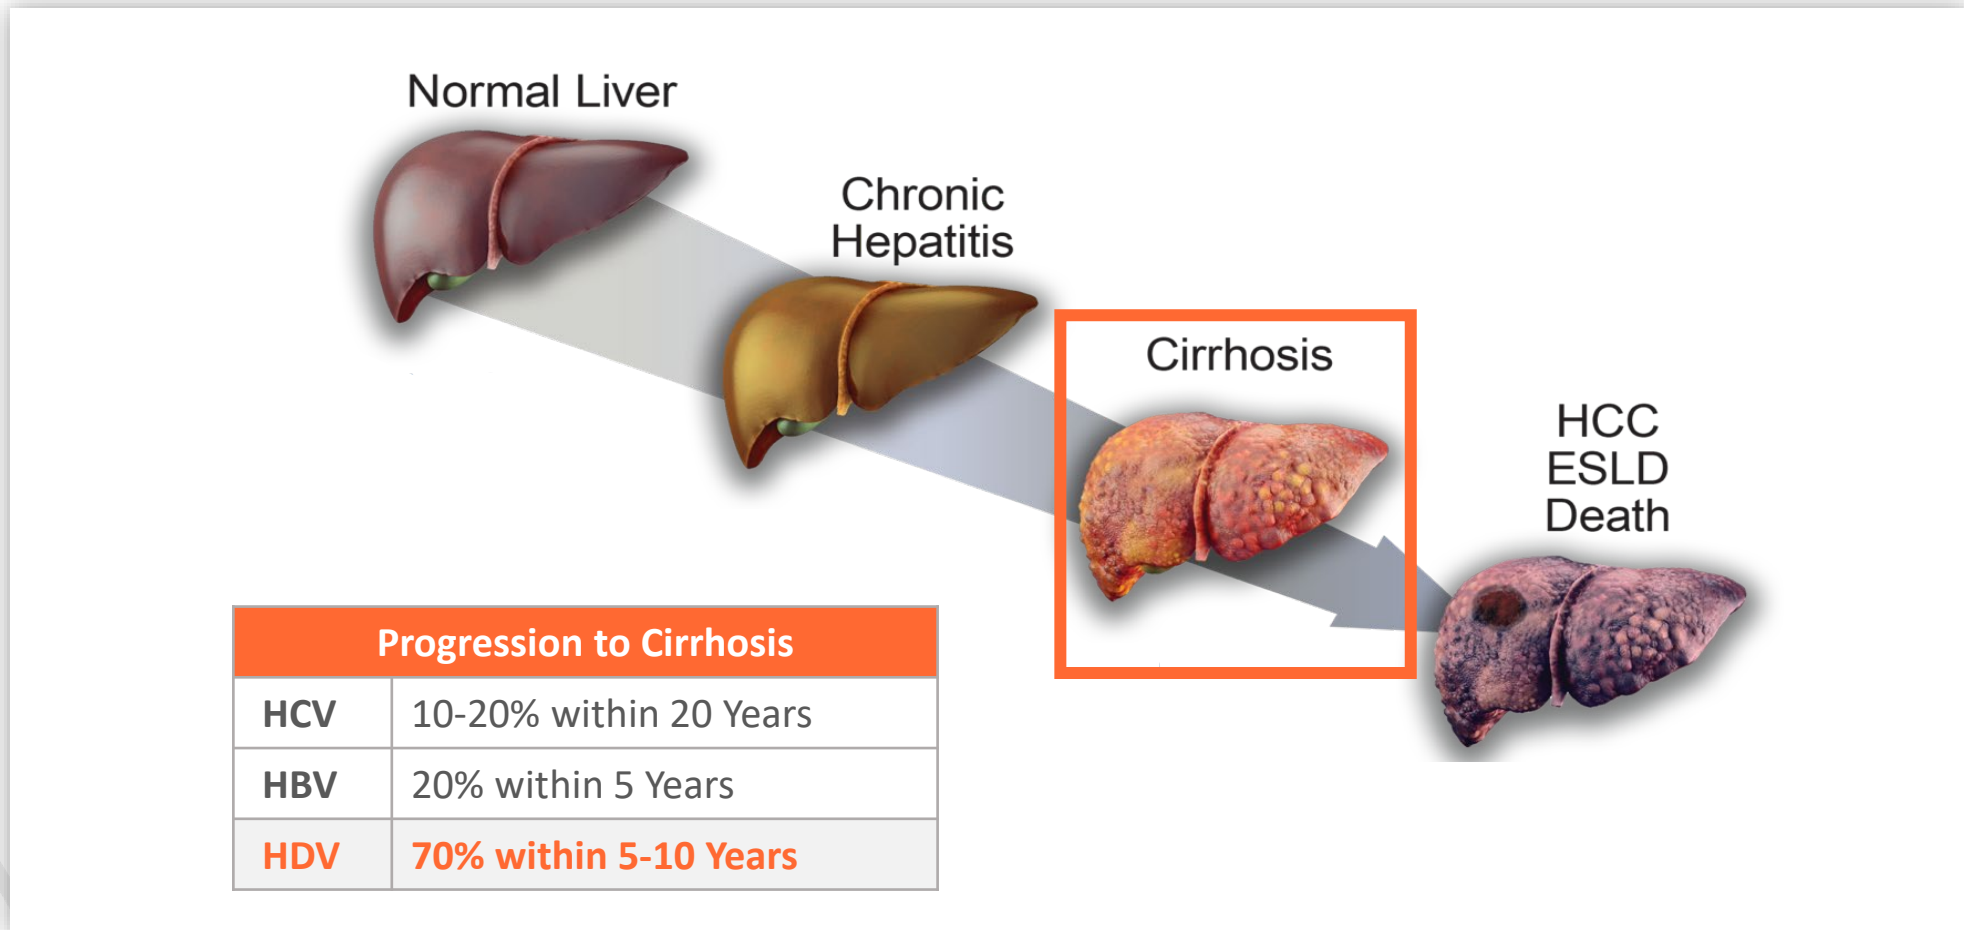 Normal Liver
Chronic
Hepatitis
Cirrhosis
HCC
ESLD
Death
Progression to Cirrhosis
HCV 10-20% within 20 Years
HBV 20% within 5 Years
HDV 70% within 5-10 Years